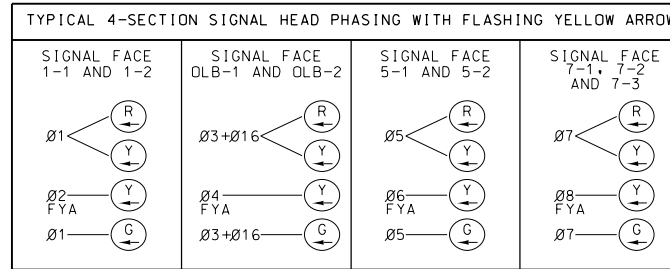 TYPICAL 4-SECTION SIGNAL HEAD PHASING WITH FLASHING YELLOW ARROW
SIGNAL FACE
1-1 AND 1-2
Ø1
R
Y
Ø2
FYA
Y
Ø1
G
SIGNAL FACE
OLB-1 AND OLB-2
Ø3+Ø16
R
Y
Ø4
FYA
Y
Ø3+Ø16
G
SIGNAL FACE
5-1 AND 5-2
Ø5
R
Y
Ø6
FYA
Y
Ø5
G
SIGNAL FACE
7-1, 7-2
AND 7-3
Ø7
R
Y
Ø8
FYA
Y
Ø7
G